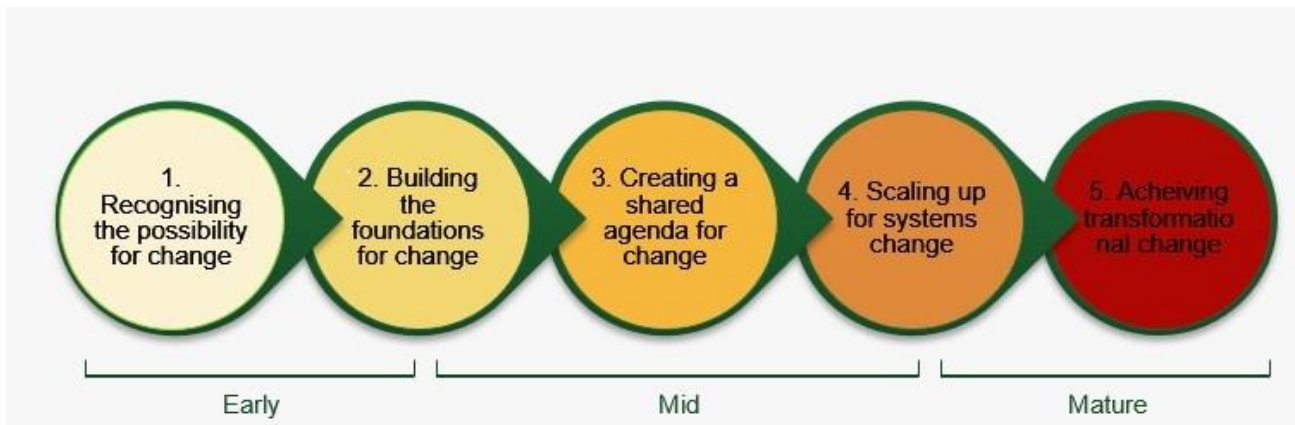 1.
Recognising
the possibility
for change
2. Building
the
foundations
for change
3. Creating a
shared
agenda for
change
4. Scaling up
for systems
change
5. Acheiving
transformatio
nal change
Early
Mid
Mature